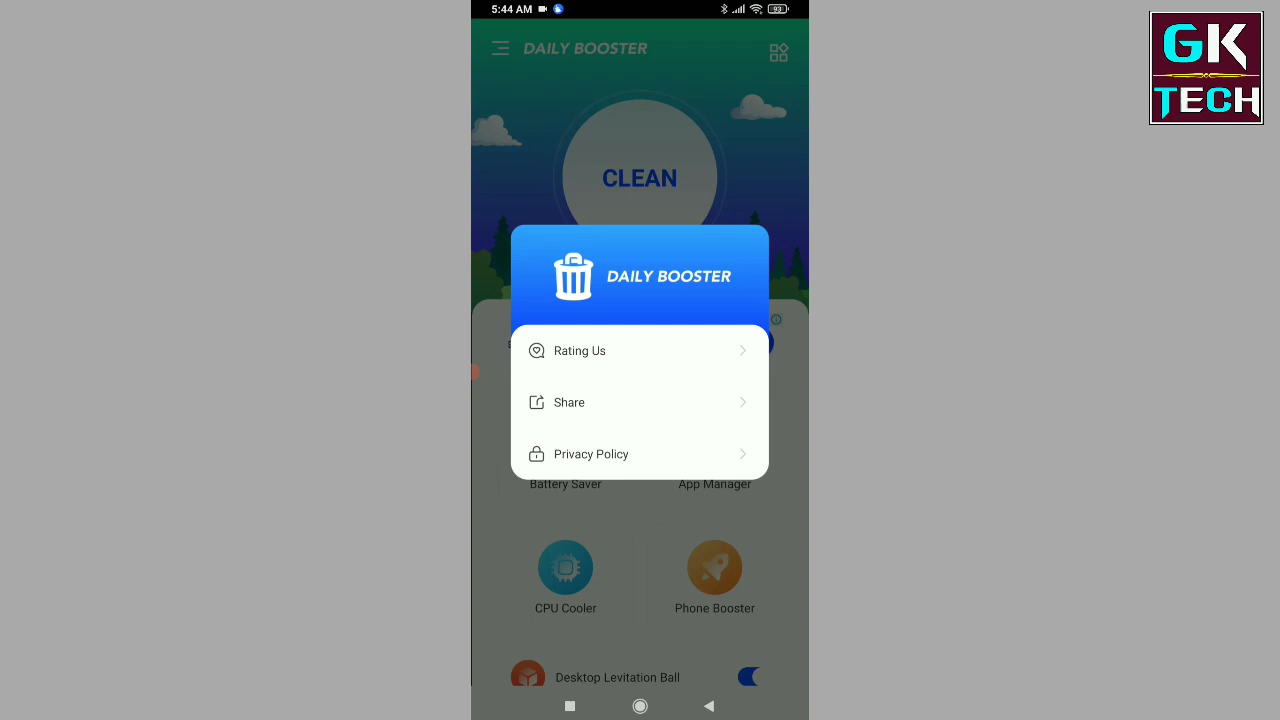 5:44 AM
93
DAILY BOOSTER
GK
TECH
CLEAN
DAILY BOOSTER
Rating Us
Share
Privacy Policy
Battery Saver
App Manager
CPU Cooler
Phone Booster
Desktop Levitation Ball